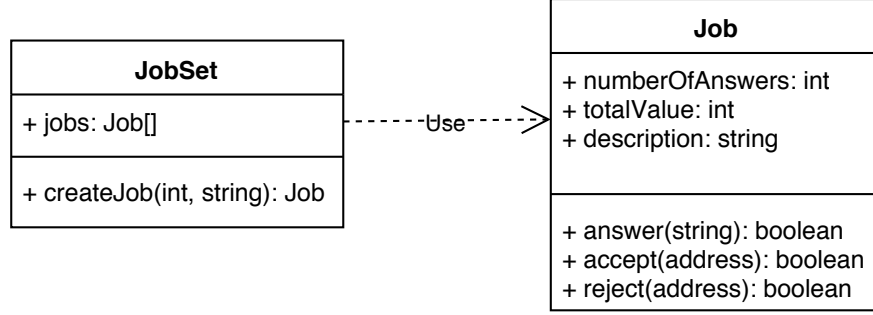 JobSet
+ jobs: Job[]
+ createJob(int, string): Job
Use
Job
+ numberOfAnswers: int
+ totalValue: int
+ description: string
+ answer(string): boolean
+ accept(address): boolean
+ reject(address): boolean